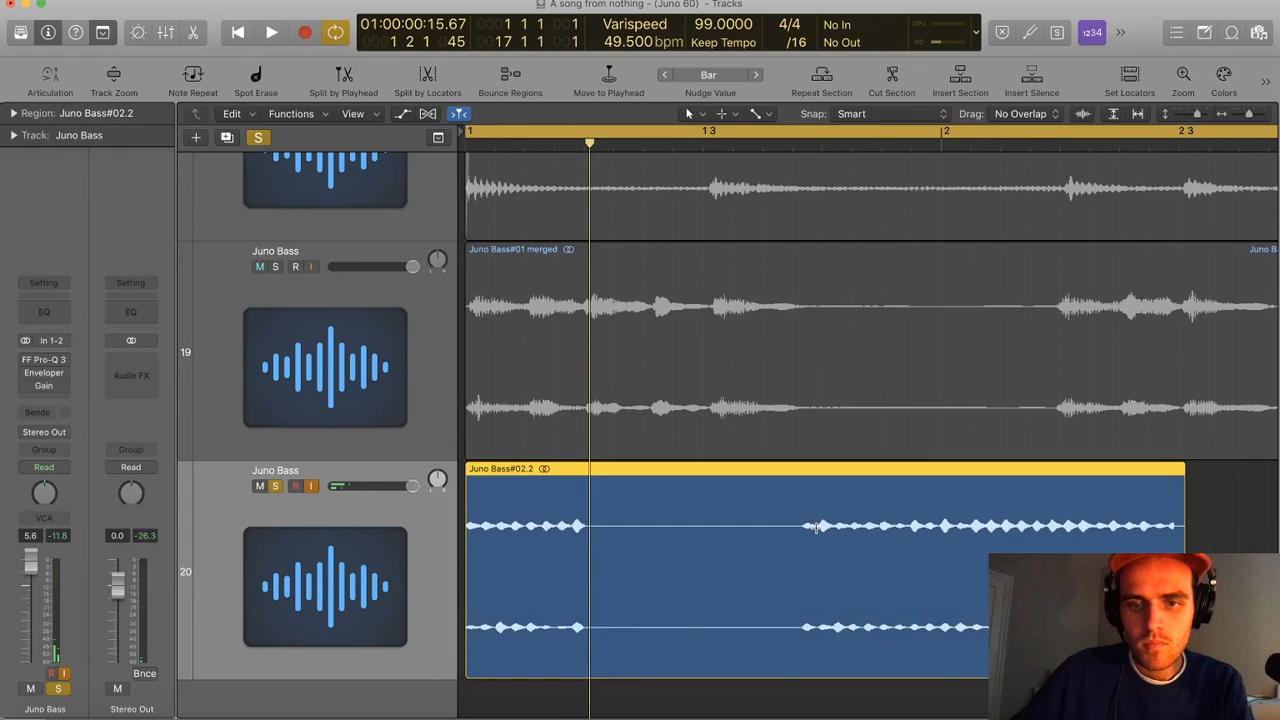 A song from nothing - (Juno 60) - Tracks
01:00:00:15.67 1 1 1 1 Varispeed 99.0000 4/4 No In CPU
1 2 1 45 17 1 1 1 49.500bpm Keep Tempo /16 No Out HD
1234
Articulation Track Zoom Note Repeat Spot Erase Split by Playhead Split by Locators Bounce Regions Move to Playhead Bar Nudge Value Repeat Section Cut Section Insert Section Insert Silence Set Locators Zoom Colors
Region: Juno Bass#02.2 Edit Functions View Snap: Smart Drag: No Overlap
Track: Juno Bass S 1 1 3 2 2 3
Juno Bass Juno Bass#01 merged Juno B
M S R I L R
Setting Setting
EQ EQ
In 1-2
19
FF Pro-Q 3
Enveloper Audio FX
Gain
Sends
Stereo Out
Group Group
Read Read
Juno Bass Juno Bass#02.2
M S R I L R
VCA
5.6 -11.8 0.0 -26.3
20
R I Bnce
M S M
Juno Bass Stereo Out